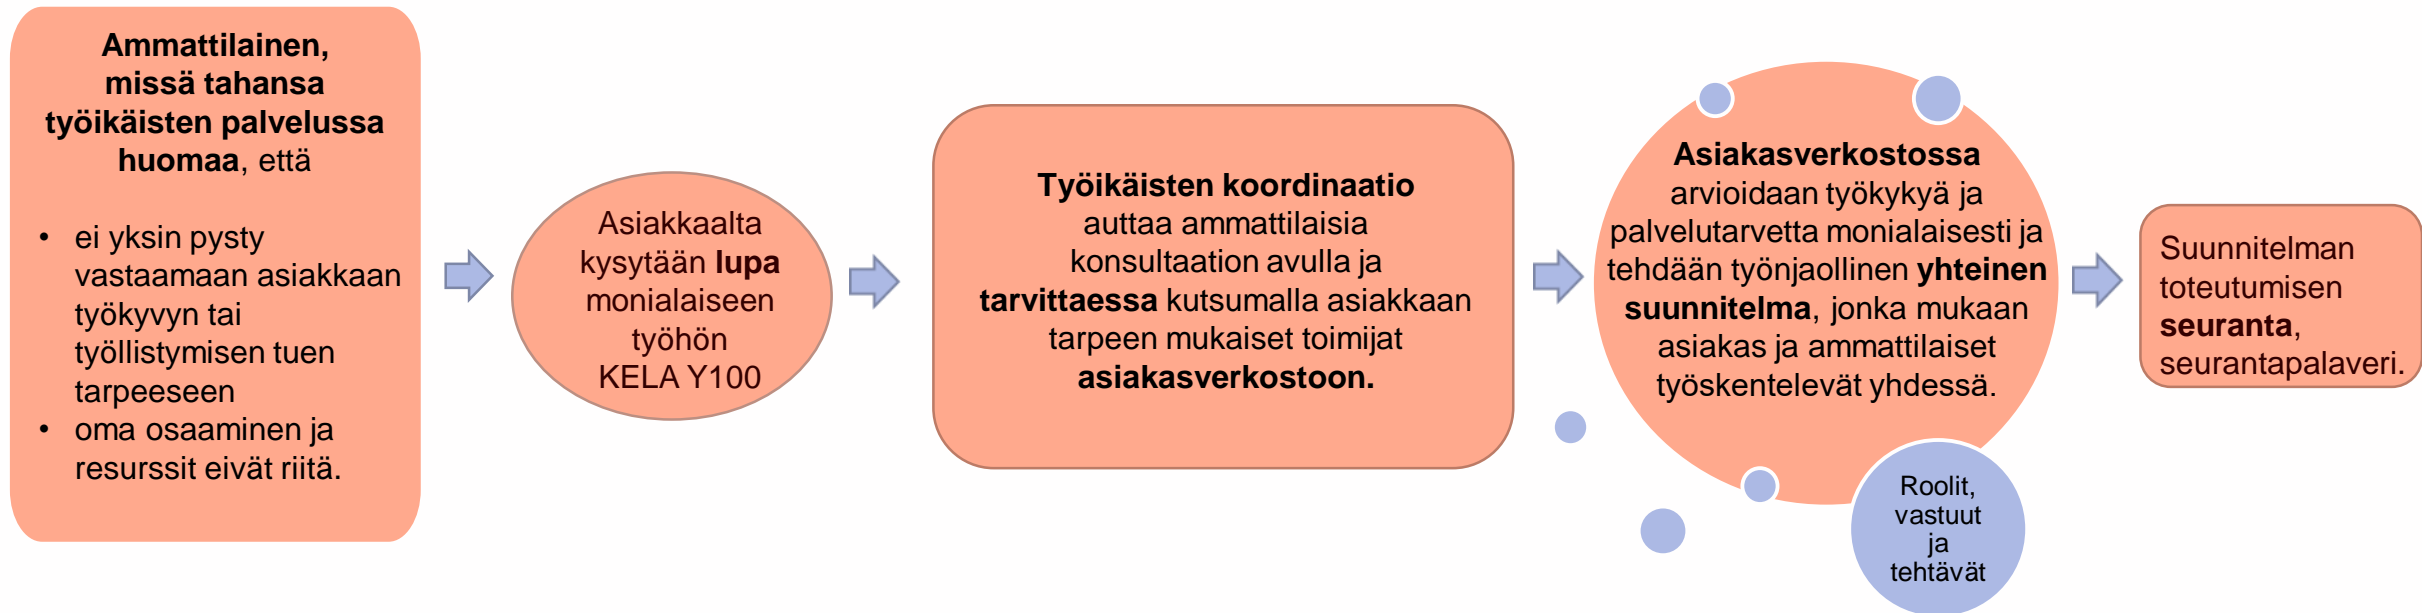 Ammattilainen,
missä tahansa
työikäisten palvelussa
huomaa, että
• ei yksin pysty
vastaamaan asiakkaan
työkyvyn tai
työllistymisen tuen
tarpeeseen
• oma osaaminen ja
resurssit eivät riitä.
Asiakkaalta
kysytään lupa
monialaiseen
työhön
KELA Y100
Työikäisten koordinaatio
auttaa ammattilaisia
konsultaation avulla ja
tarvittaessa kutsumalla asiakkaan
tarpeen mukaiset toimijat
asiakasverkostoon.
Asiakasverkostossa
arvioidaan työkykyä ja
palvelutarvetta monialaisesti ja
tehdään työnjaollinen yhteinen
suunnitelma, jonka mukaan
asiakas ja ammattilaiset
työskentelevät yhdessä.
Roolit,
vastuut
ja
tehtävät
Suunnitelman
toteutumisen
seuranta,
seurantapalaveri.